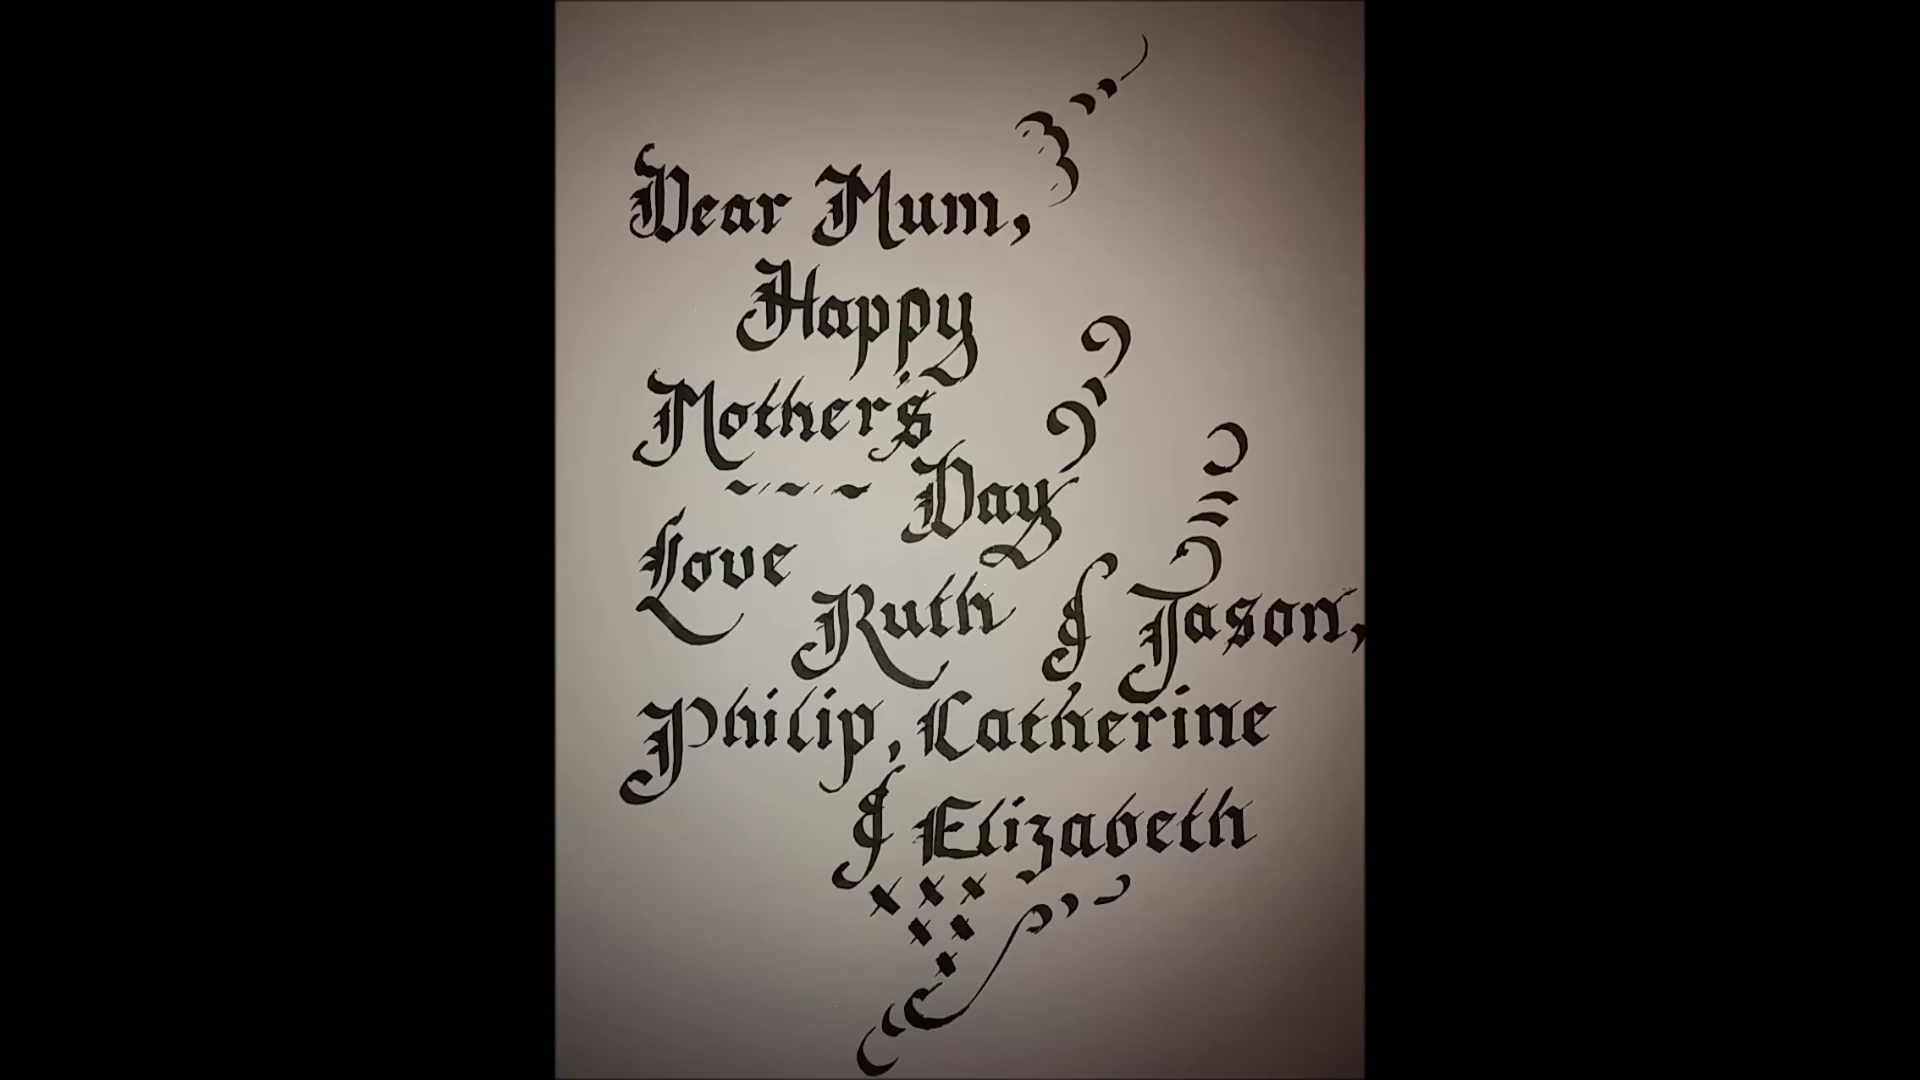 Dear Mum,
Happy
Mother's
Day
Love
Ruth & Jason,
Philip, Catherine
& Elizabeth
xxx
xx
x